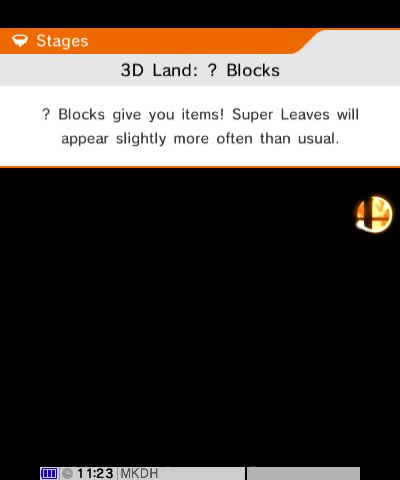 Stages
3D Land: ? Blocks
? Blocks give you items! Super Leaves will
appear slightly more often than usual.
11:23 MKDH